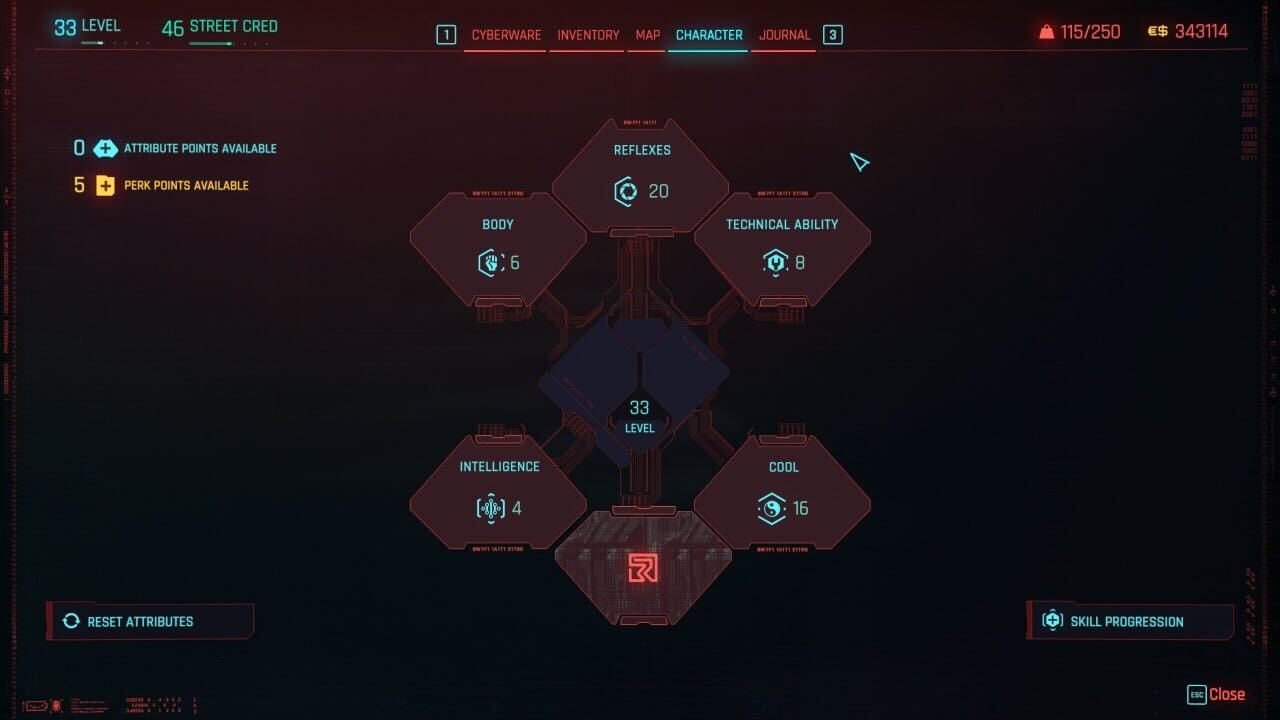 33 LEVEL
46 STREET CRED
1 CYBERWARE INVENTORY MAP CHARACTER JOURNAL 3
115/250
€$ 343114
0 ATTRIBUTE POINTS AVAILABLE
5 PERK POINTS AVAILABLE
REFLEXES
20
BODY
6
TECHNICAL ABILITY
8
33
LEVEL
INTELLIGENCE
4
COOL
16
RESET ATTRIBUTES
SKILL PROGRESSION
ESC Close